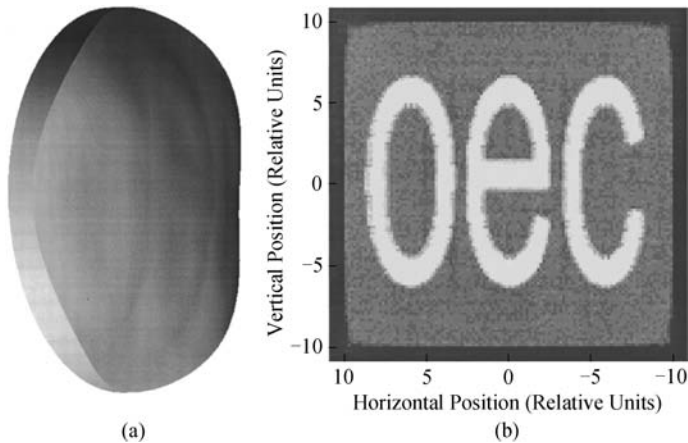 10
5
0
−5
−10
Vertical Position (Relative Units)
oec
10 5 0 −5 −10
Horizontal Position (Relative Units)
(a) (b)